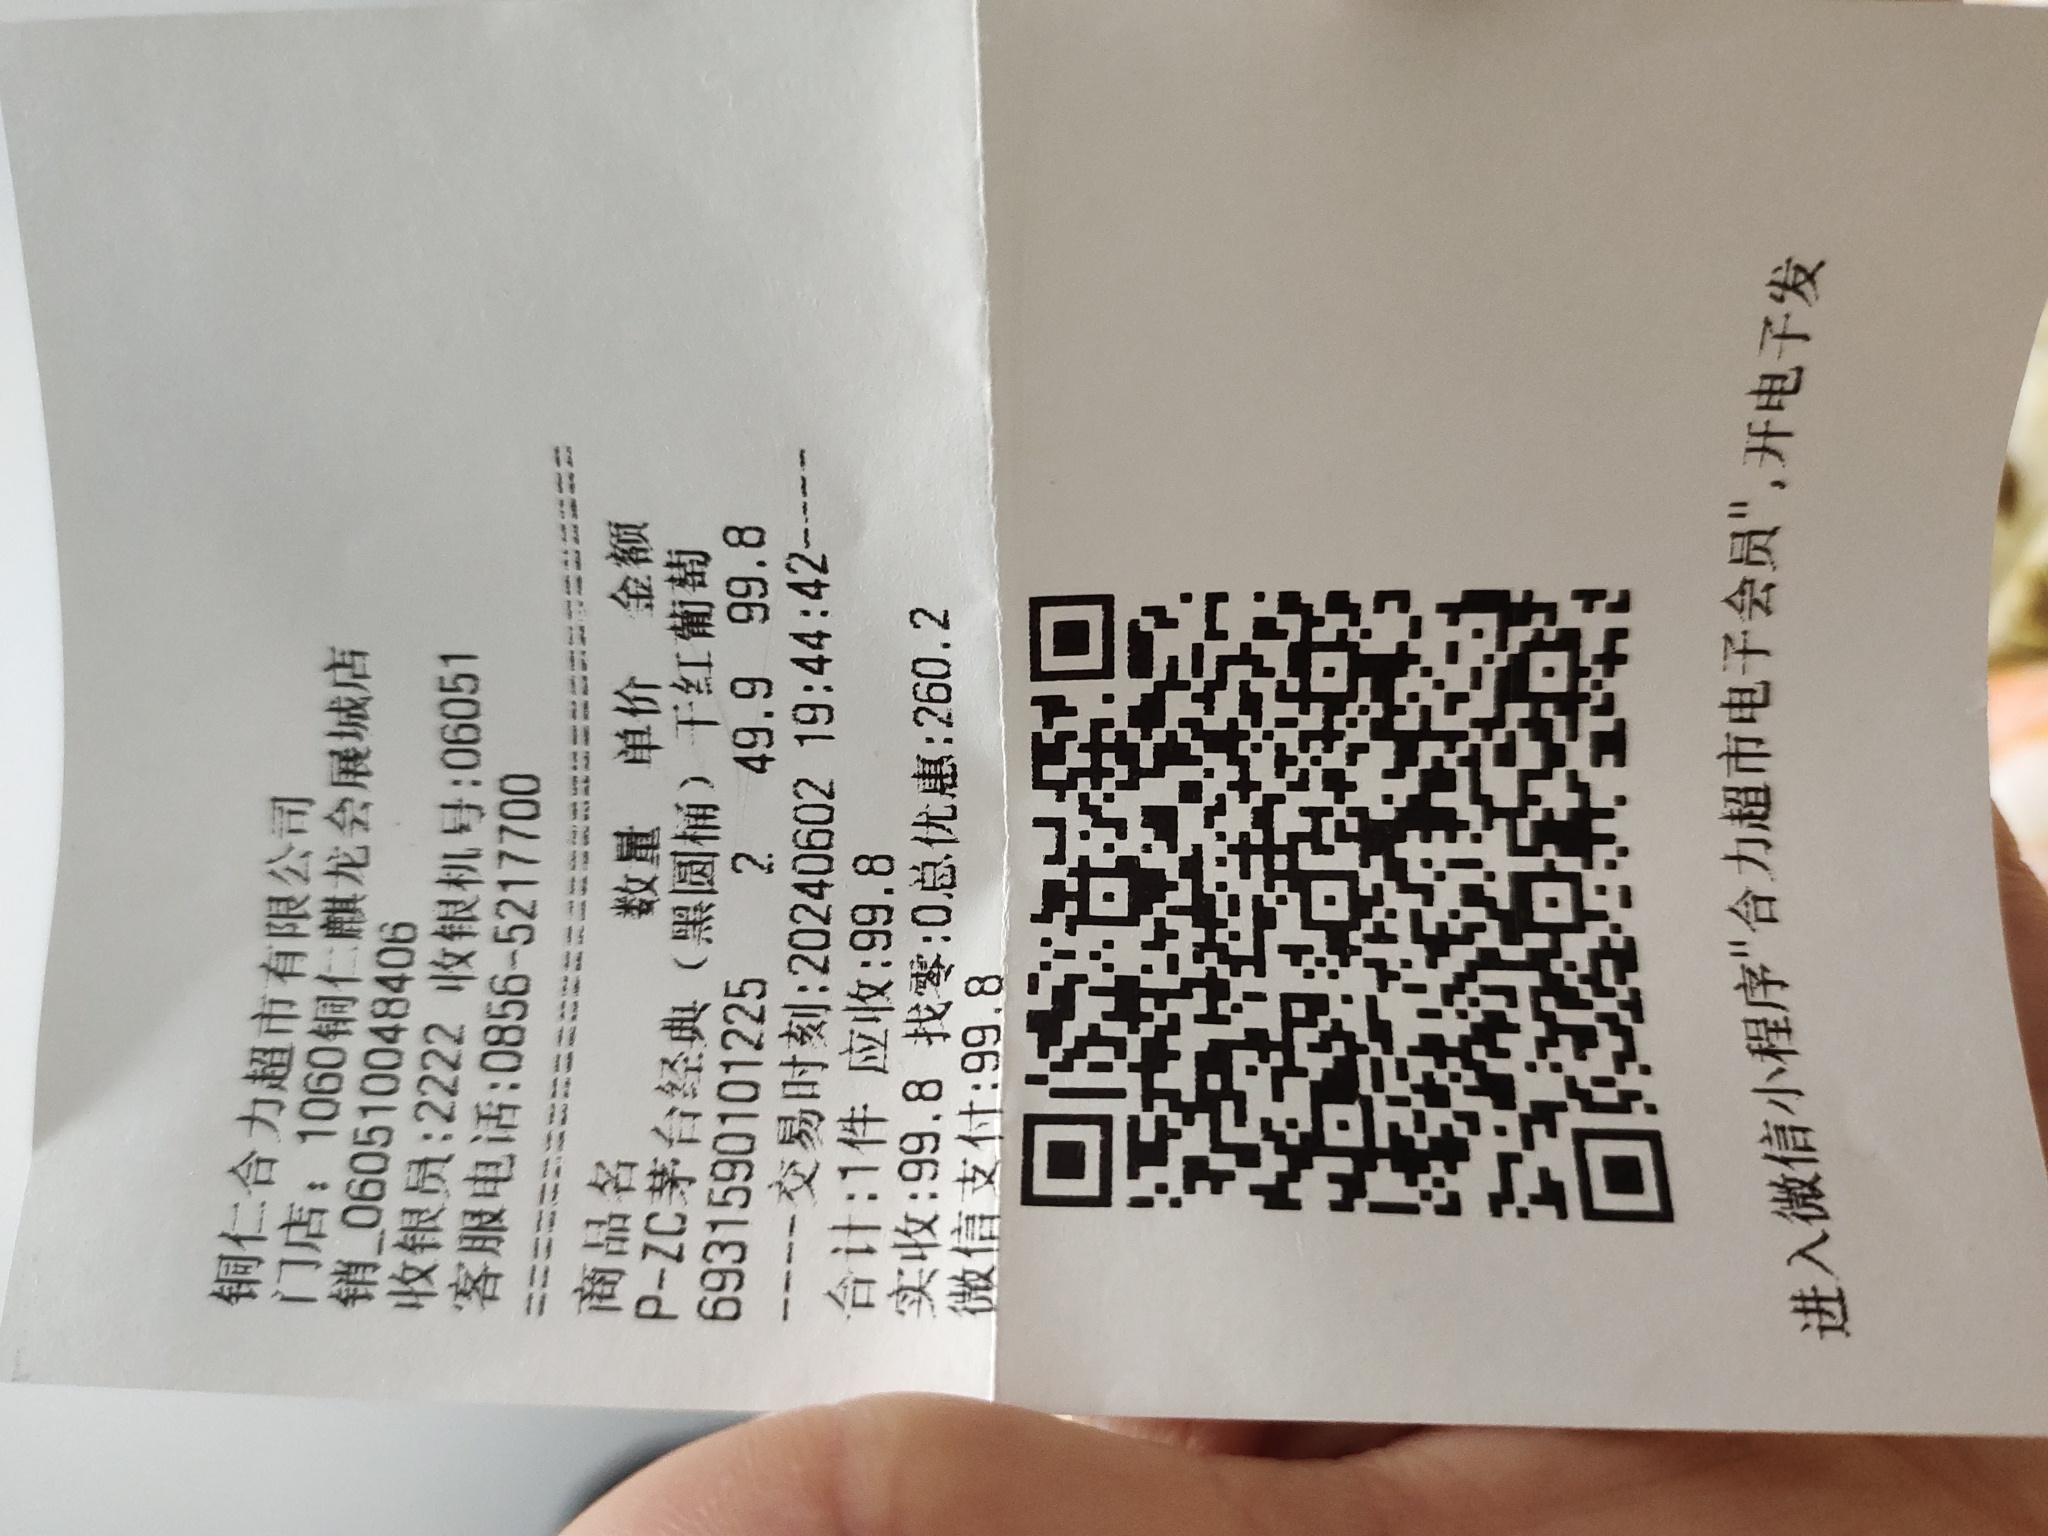 铜仁合力超市有限公司
门店: 1060铜仁麒龙会展城店
销_060510048406
收银员:2222 收银机号:06051
客服电话:0856-5217700
================================
商品名 数量 单价 金额
P-ZC茅台经典（黑圆桶）干红葡萄
6931590101225 2 49.9 99.8
----交易时刻:20240602 19:44:42----
合计:1件 应收:99.8
实收:99.8 找零:0总优惠:260.2
微信支付:99.8
进入微信小程序"合力超市电子会员",开电子发